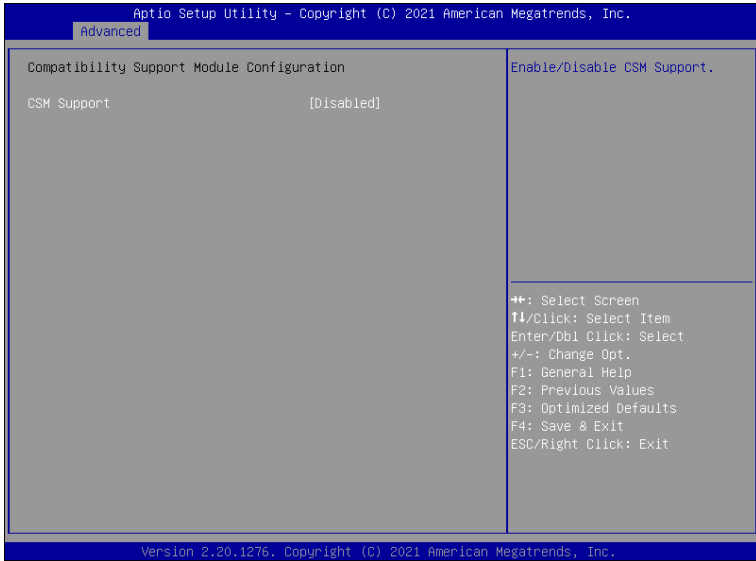 Aptio Setup Utility – Copyright (C) 2021 American Megatrends, Inc.
Advanced
Compatibility Support Module Configuration
CSM Support [Disabled]
Enable/Disable CSM Support.
→←: Select Screen
↑↓/Click: Select Item
Enter/Dbl Click: Select
+/-: Change Opt.
F1: General Help
F2: Previous Values
F3: Optimized Defaults
F4: Save & Exit
ESC/Right Click: Exit
Version 2.20.1276. Copyright (C) 2021 American Megatrends, Inc.